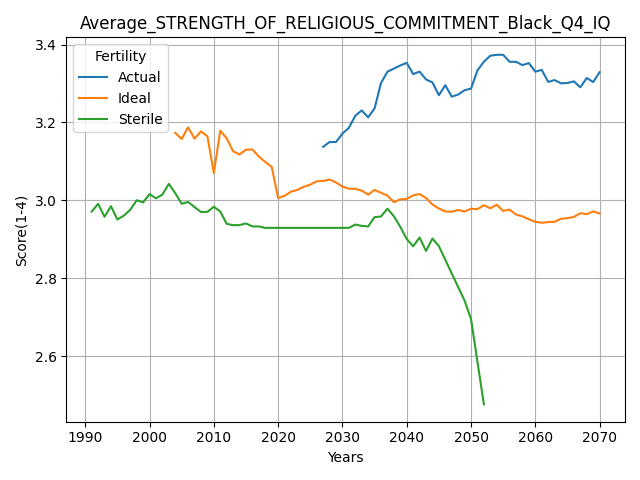 Average_STRENGTH_OF_RELIGIOUS_COMMITMENT_Black_Q4_IQ
Fertility
Actual
Ideal
Sterile
3.4
3.2
3.0
2.8
2.6
Score(1-4)
1990 2000 2010 2020 2030 2040 2050 2060 2070
Years